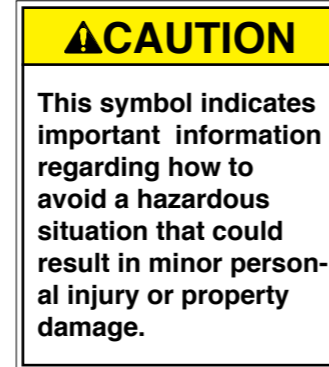 CAUTION
This symbol indicates
important information
regarding how to
avoid a hazardous
situation that could
result in minor person-
al injury or property
damage.